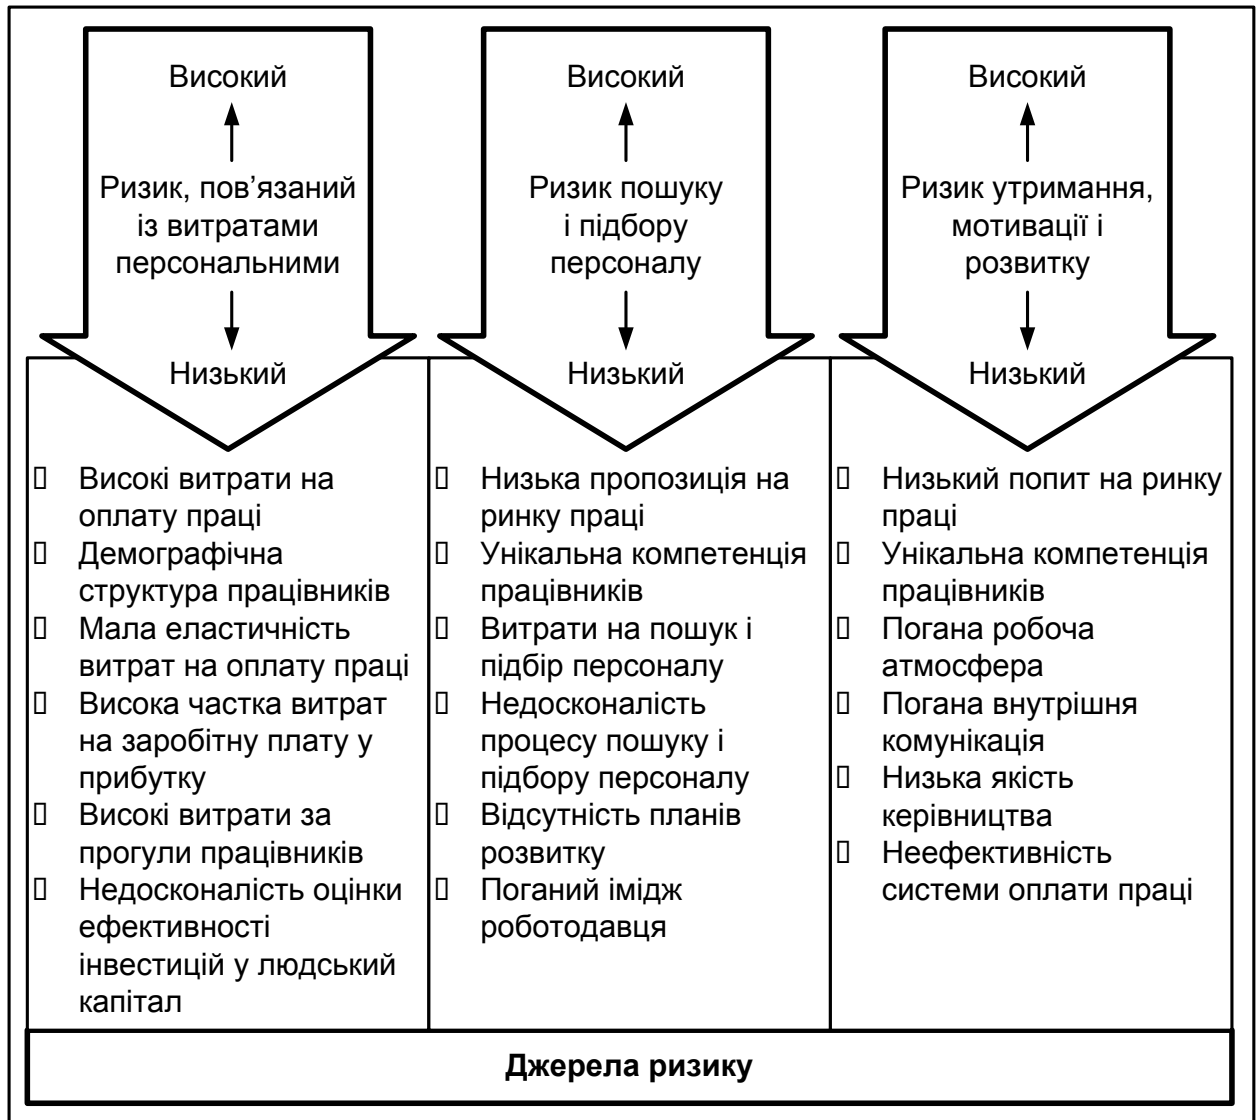 Високий
Ризик, пов’язаний
із витратами
персональними
Низький
Високий
Ризик пошуку
і підбору
персоналу
Низький
Високий
Ризик утримання,
мотивації і
розвитку
Низький
Високі витрати на
оплату праці
Демографічна
структура працівників
Мала еластичність
витрат на оплату праці
Висока частка витрат
на заробітну плату у
прибутку
Високі витрати за
прогули працівників
Недосконалість оцінки
ефективності
інвестицій у людський
капітал
Низька пропозиція на
ринку праці
Унікальна компетенція
працівників
Витрати на пошук і
підбір персоналу
Недосконалість
процесу пошуку і
підбору персоналу
Відсутність планів
розвитку
Поганий імідж
роботодавця
Низький попит на ринку
праці
Унікальна компетенція
працівників
Погана робоча
атмосфера
Погана внутрішня
комунікація
Низька якість
керівництва
Неефективність
системи оплати праці
Джерела ризику